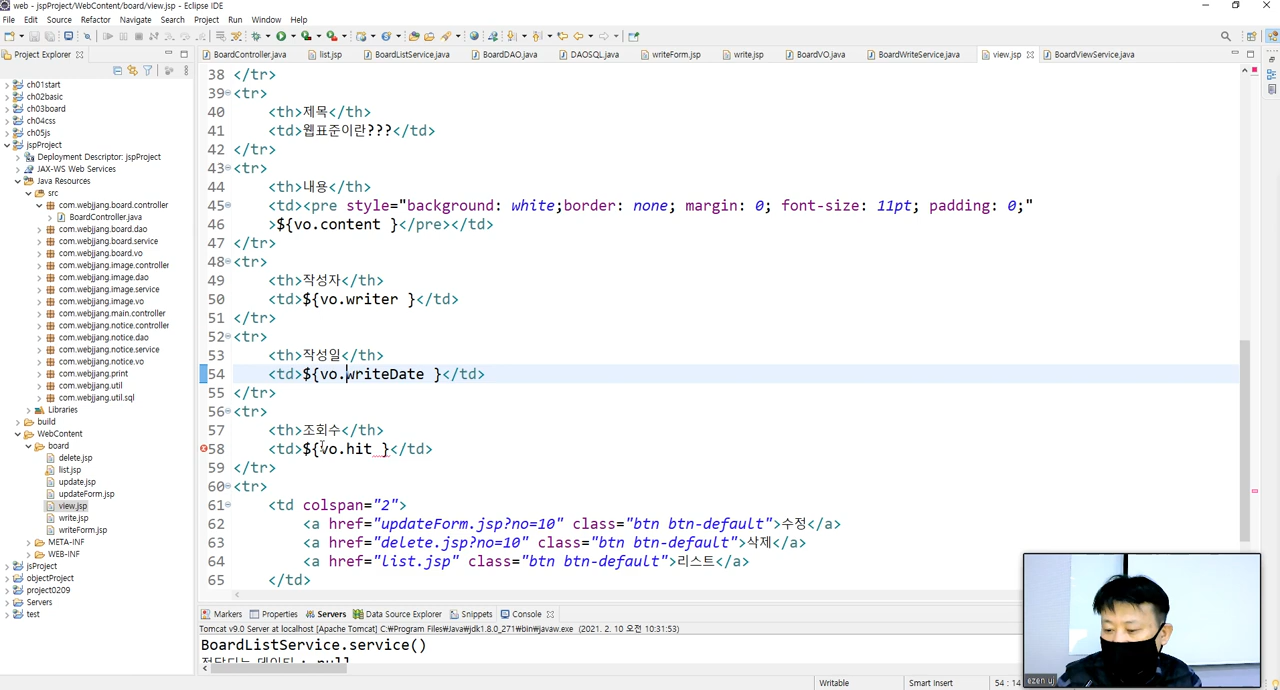 web - jspProject/WebContent/board/view.jsp - Eclipse IDE
File Edit Source Refactor Navigate Search Project Run Window Help
Project Explorer
BoardController.java list.jsp BoardListService.java BoardDAO.java DAOSQL.java writeForm.jsp write.jsp BoardVO.java BoardWriteService.java view.jsp BoardViewService.java
ch01start
ch02basic
ch03board
ch04css
ch05js
jspProject
Deployment Descriptor: jspProject
JAX-WS Web Services
Java Resources
src
com.webjjang.board.controller
BoardController.java
com.webjjang.board.dao
com.webjjang.board.service
com.webjjang.board.vo
com.webjjang.image.controller
com.webjjang.image.dao
com.webjjang.image.service
com.webjjang.image.vo
com.webjjang.main.controller
com.webjjang.notice.controller
com.webjjang.notice.dao
com.webjjang.notice.service
com.webjjang.notice.vo
com.webjjang.print
com.webjjang.util
com.webjjang.util.sql
Libraries
build
WebContent
board
delete.jsp
list.jsp
update.jsp
updateForm.jsp
view.jsp
write.jsp
writeForm.jsp
META-INF
WEB-INF
jsProject
objectProject
project0209
Servers
test
38 </tr>
39 <tr>
40 <th>제목</th>
41 <td>웹표준이란???</td>
42 </tr>
43 <tr>
44 <th>내용</th>
45 <td><pre style="background: white;border: none; margin: 0; font-size: 11pt; padding: 0;"
46 >${vo.content }</pre></td>
47 </tr>
48 <tr>
49 <th>작성자</th>
50 <td>${vo.writer }</td>
51 </tr>
52 <tr>
53 <th>작성일</th>
54 <td>${vo.writeDate }</td>
55 </tr>
56 <tr>
57 <th>조회수</th>
58 <td>${vo.hit }</td>
59 </tr>
60 <tr>
61 <td colspan="2">
62 <a href="updateForm.jsp?no=10" class="btn btn-default">수정</a>
63 <a href="delete.jsp?no=10" class="btn btn-default">삭제</a>
64 <a href="list.jsp" class="btn btn-default">리스트</a>
65 </td>
Markers Properties Servers Data Source Explorer Snippets Console
Tomcat v9.0 Server at localhost [Apache Tomcat] C:₩Program Files₩Java₩jdk1.8.0_271₩bin₩javaw.exe (2021. 2. 10 오전 10:31:53)
BoardListService.service()
전달되는 데이터 : null
ezen uj
Writable Smart Insert 54 : 14